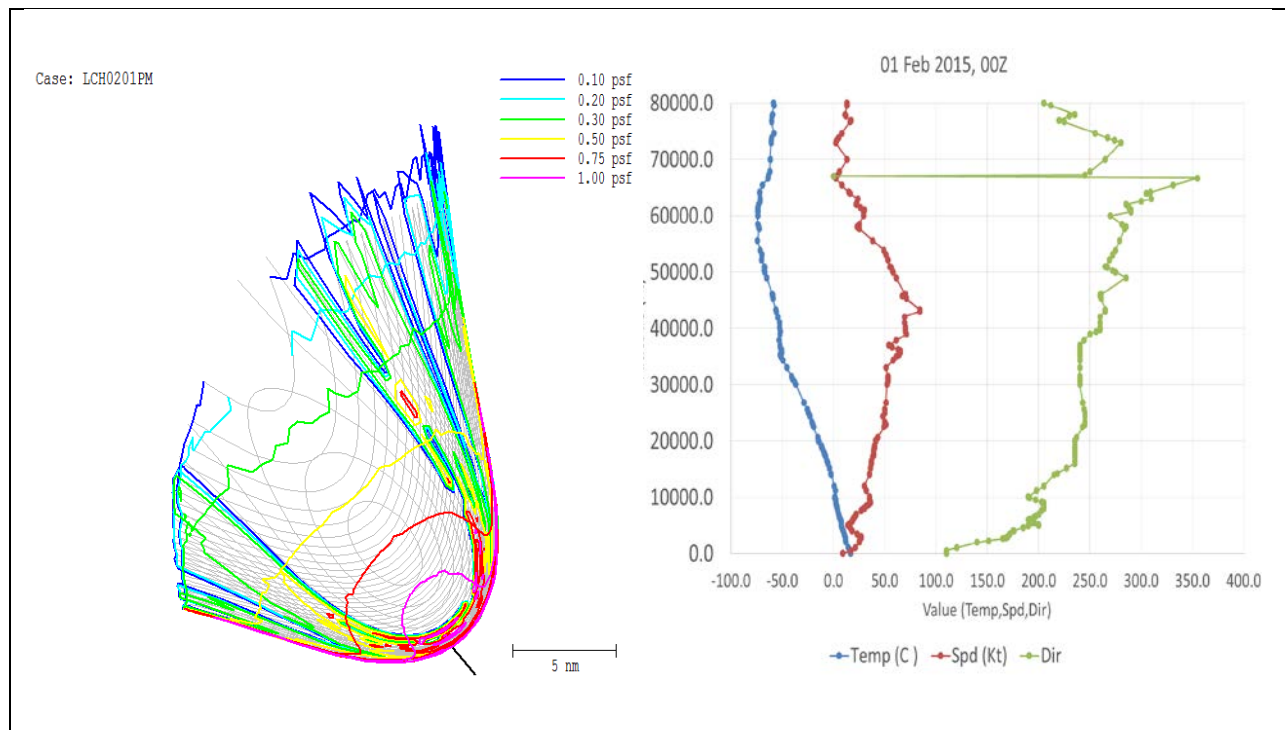 Case: LCH0201PM
0.10 psf
0.20 psf
0.30 psf
0.50 psf
0.75 psf
1.00 psf
5 nm
01 Feb 2015, 00Z
80000.0
70000.0
60000.0
50000.0
40000.0
30000.0
20000.0
10000.0
0.0
-100.0 -50.0 0.0 50.0 100.0 150.0 200.0 250.0 300.0 350.0 400.0
Value (Temp,Spd,Dir)
Temp (C ) Spd (Kt) Dir